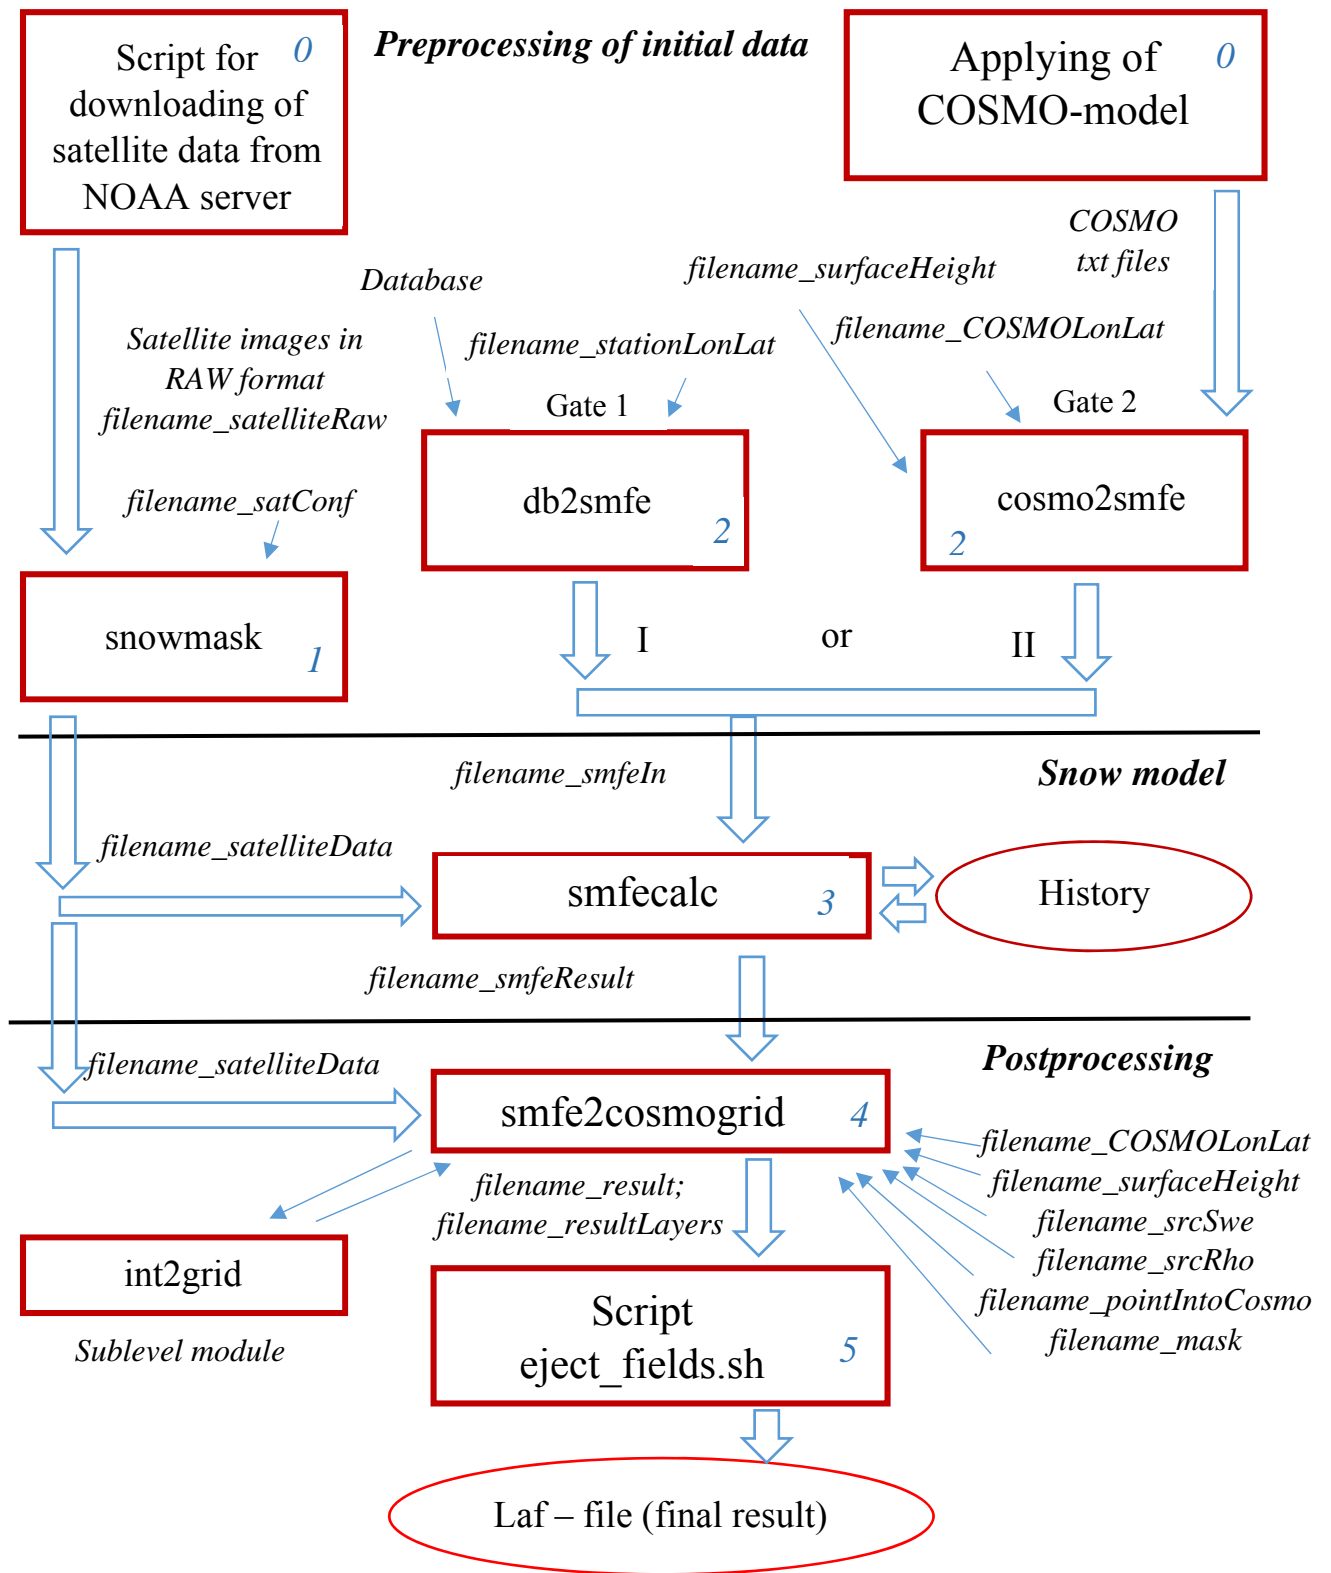 Script for
downloading of
satellite data from
NOAA server
0
Preprocessing of initial data
Applying of
COSMO-model
0
COSMO
txt files
Database
filename_surfaceHeight
filename_stationLonLat
filename_COSMOLonLat
Satellite images in
RAW format
filename_satelliteRaw
Gate 1
Gate 2
filename_satConf
db2smfe
2
cosmo2smfe
2
snowmask
1
I
or
II
filename_smfeIn
Snow model
filename_satelliteData
smfecalc
3
History
filename_smfeResult
Postprocessing
filename_satelliteData
smfe2cosmogrid
4
filename_COSMOLonLat
filename_surfaceHeight
filename_srcSwe
filename_srcRho
filename_pointIntoCosmo
filename_mask
filename_result;
filename_resultLayers
int2grid
Sublevel module
Script
eject_fields.sh
5
Laf – file (final result)